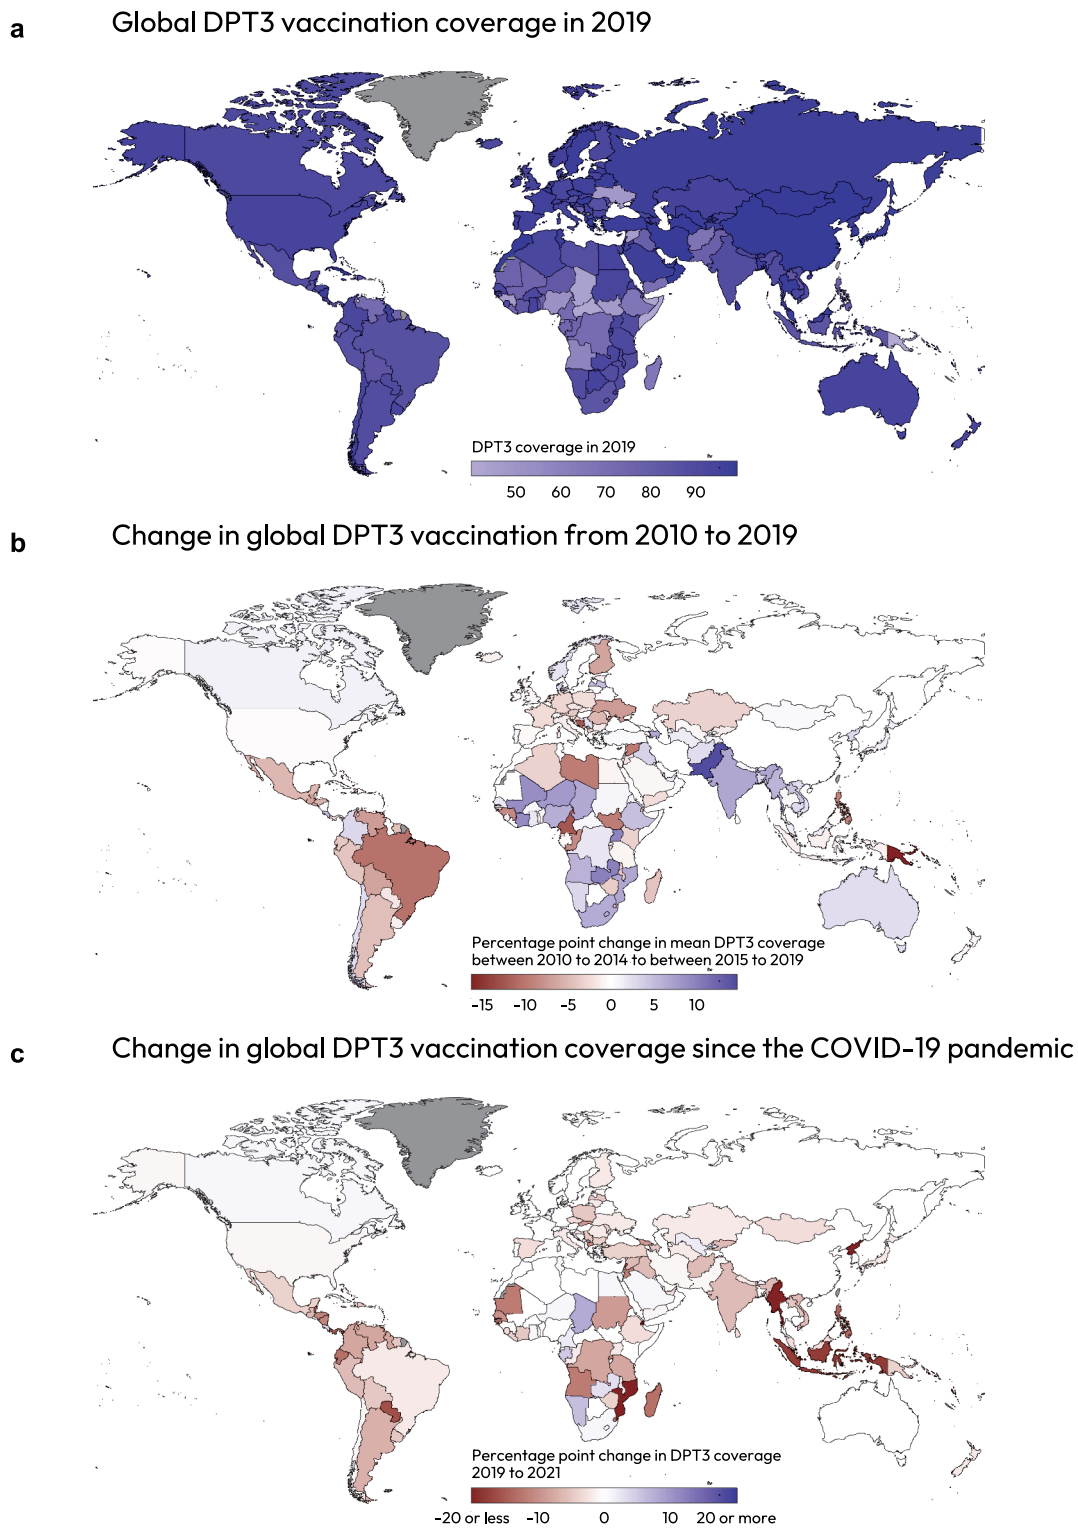 a Global DPT3 vaccination coverage in 2019
DPT3 coverage in 2019
50 60 70 80 90
b Change in global DPT3 vaccination from 2010 to 2019
Percentage point change in mean DPT3 coverage
between 2010 to 2014 to between 2015 to 2019
-15 -10 -5 0 5 10
c Change in global DPT3 vaccination coverage since the COVID-19 pandemic
Percentage point change in DPT3 coverage
2019 to 2021
-20 or less -10 0 10 20 or more